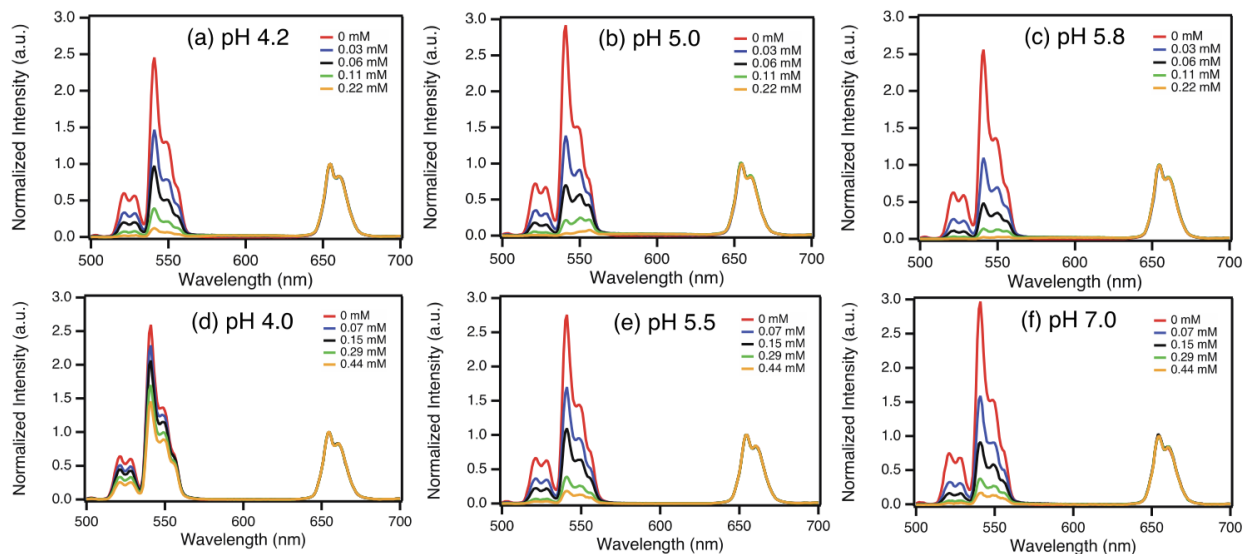 (a) pH 4.2
0 mM
0.03 mM
0.06 mM
0.11 mM
0.22 mM
Normalized Intensity (a.u.)
3.0
2.5
2.0
1.5
1.0
0.5
0.0
500
550
600
650
700
Wavelength (nm)
(b) pH 5.0
0 mM
0.03 mM
0.06 mM
0.11 mM
0.22 mM
Normalized Intensity (a.u.)
3.0
2.5
2.0
1.5
1.0
0.5
0.0
500
550
600
650
700
Wavelength (nm)
(c) pH 5.8
0 mM
0.03 mM
0.06 mM
0.11 mM
0.22 mM
Normalized Intensity (a.u.)
3.0
2.5
2.0
1.5
1.0
0.5
0.0
500
550
600
650
700
Wavelength (nm)
(d) pH 4.0
0 mM
0.07 mM
0.15 mM
0.29 mM
0.44 mM
Normalized Intensity (a.u.)
3.0
2.5
2.0
1.5
1.0
0.5
0.0
500
550
600
650
700
Wavelength (nm)
(e) pH 5.5
0 mM
0.07 mM
0.15 mM
0.29 mM
0.44 mM
Normalized Intensity (a.u.)
3.0
2.5
2.0
1.5
1.0
0.5
0.0
500
550
600
650
700
Wavelength (nm)
(f) pH 7.0
0 mM
0.07 mM
0.15 mM
0.29 mM
0.44 mM
Normalized Intensity (a.u.)
3.0
2.5
2.0
1.5
1.0
0.5
0.0
500
550
600
650
700
Wavelength (nm)